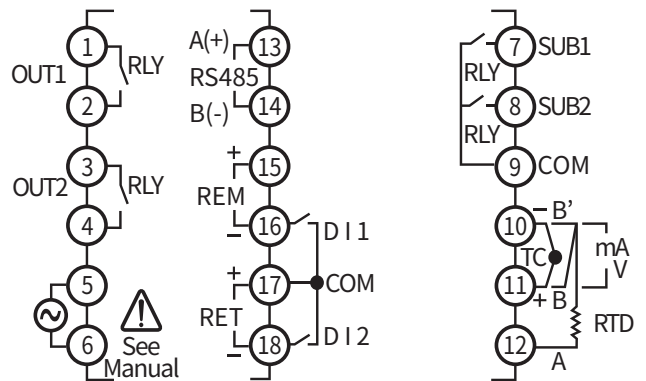 1
OUT1
RLY
2
3
OUT2
RLY
4
5
6
See
Manual
A(+)
13
RS485
B(-)
14
+
15
REM
16
−
DI1
+
17
COM
RET
18
−
DI2
7
SUB1
RLY
8
SUB2
RLY
9
COM
10
− B'
TC
mA
V
11
+ B
RTD
12
A